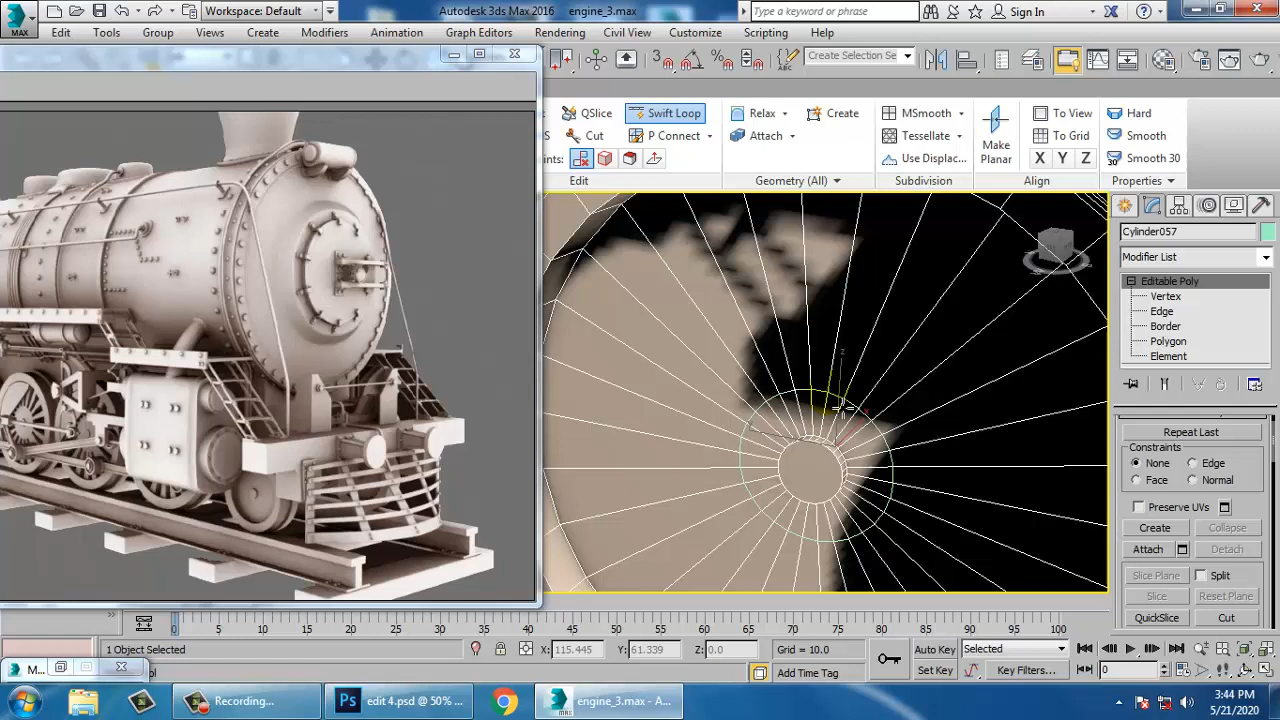 Workspace: Default
Autodesk 3ds Max 2016
engine_3.max
Type a keyword or phrase
Sign In
MAX
Edit
Tools
Group
Views
Create
Modifiers
Animation
Graph Editors
Rendering
Civil View
Customize
Scripting
Help
Create Selection Se
QSlice
Swift Loop
Relax
Create
MSmooth
To View
Hard
Cut
P Connect
Attach
Tessellate
To Grid
Smooth
Make
Planar
Use Displac...
X Y Z
Smooth 30
Edit
Geometry (All)
Subdivision
Align
Properties
Cylinder057
Modifier List
Editable Poly
Vertex
Edge
Border
Polygon
Element
Repeat Last
Constraints
None
Edge
Face
Normal
Preserve UVs
Create
Collapse
Attach
Detach
Slice Plane
Split
Slice
Reset Plane
QuickSlice
Cut
0 5 10 15 20 25 30 35 40 45 50 55 60 65 70 75 80 85 90 95 100
1 Object Selected
X: 115.445
Y: 61.339
Z: 0.0
Grid = 10.0
Auto Key
Selected
Set Key
Key Filters...
0
Add Time Tag
M...
Recording...
edit 4.psd @ 50% ...
engine_3.max - A...
3:44 PM
5/21/2020